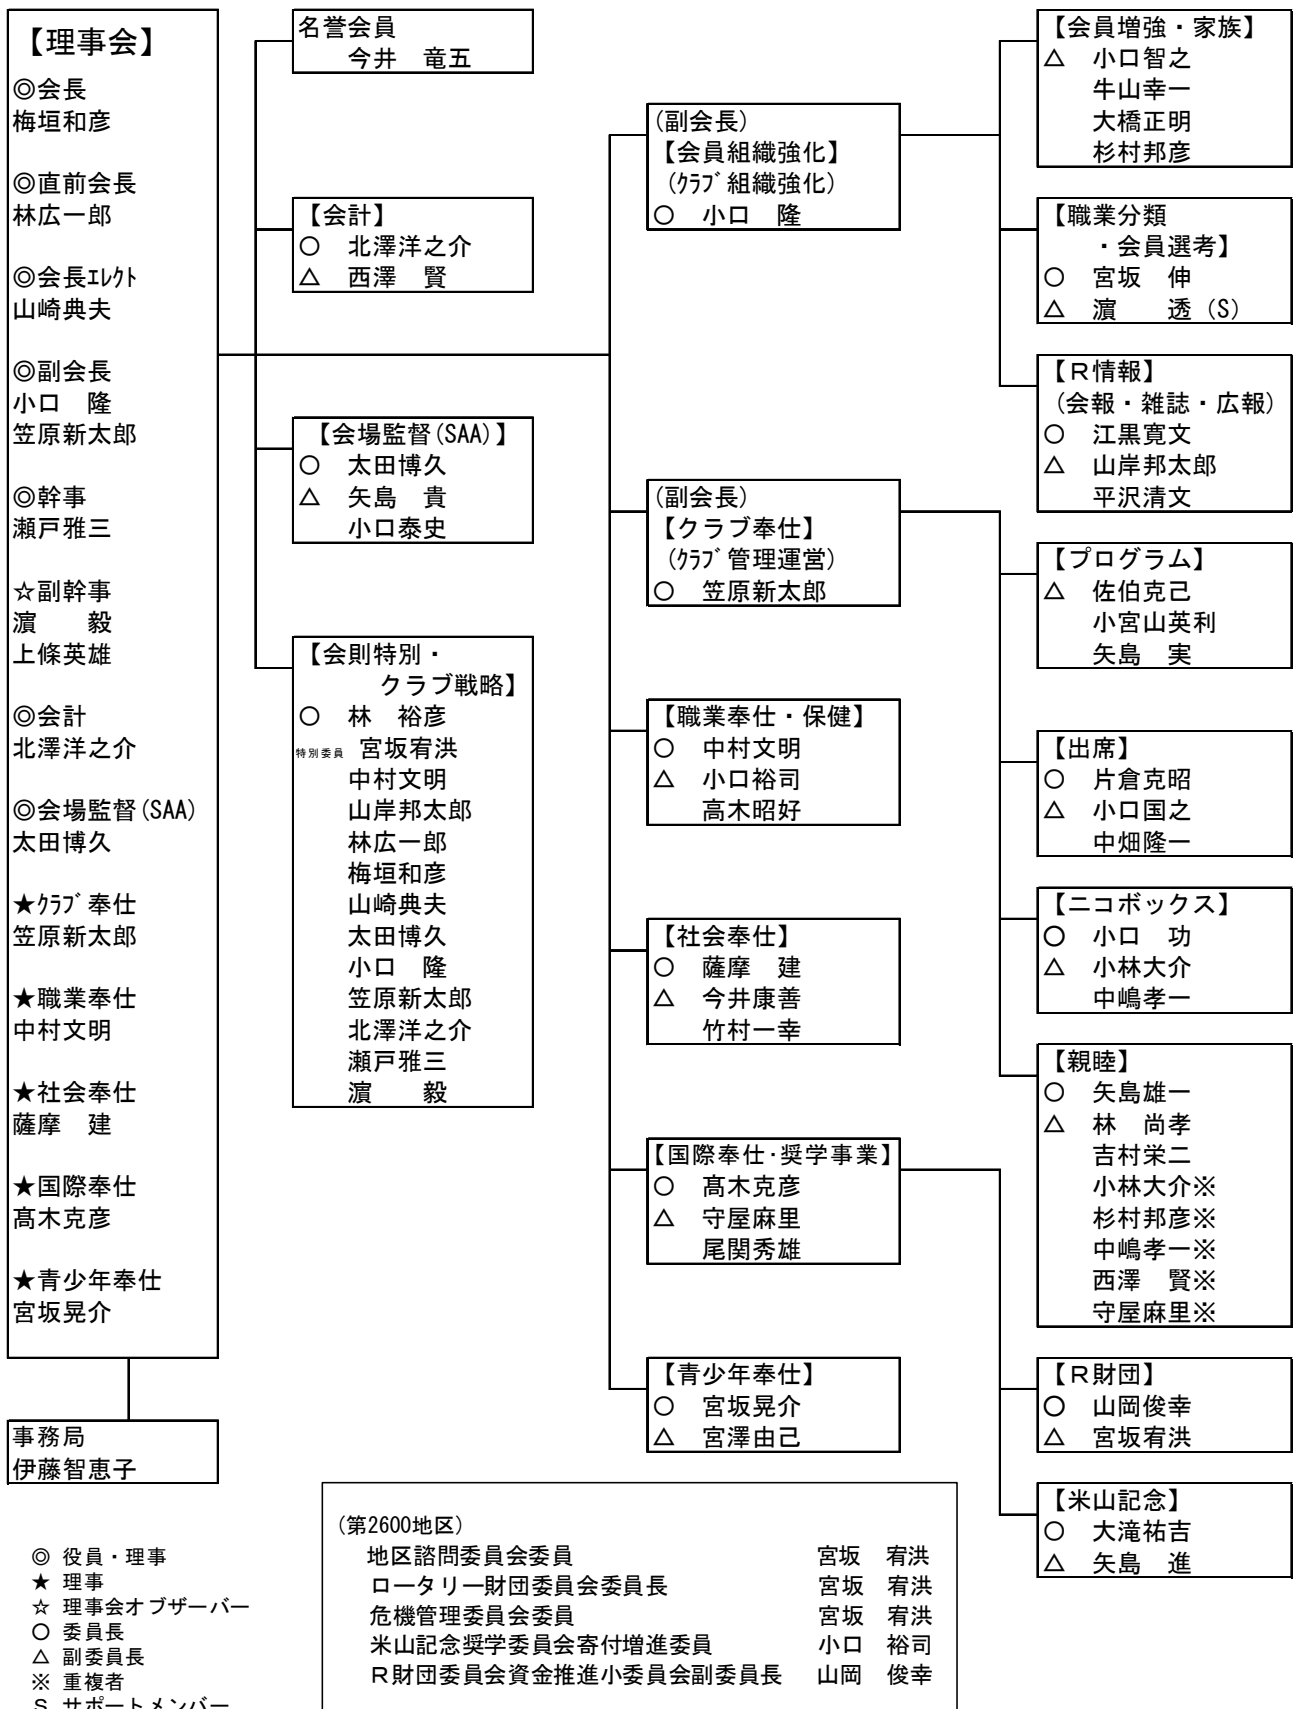 【理事会】
◎会長
梅垣和彦
◎直前会長
林広一郎
◎会長ｴﾚｸﾄ
山崎典夫
◎副会長
小口　隆
笠原新太郎
◎幹事
瀬戸雅三
☆副幹事
濵　　毅
上條英雄
◎会計
北澤洋之介
◎会場監督(SAA)
太田博久
★ｸﾗﾌﾞ奉仕
笠原新太郎
★職業奉仕
中村文明
★社会奉仕
薩摩　建
★国際奉仕
髙木克彦
★青少年奉仕
宮坂晃介
事務局
伊藤智恵子
◎ 役員・理事
★ 理事
☆ 理事会オブザーバー
○ 委員長
△ 副委員長
※ 重複者
S サポートメンバー
名誉会員
今井　竜五
【会計】
○　北澤洋之介
△　西澤　賢
【会場監督(SAA)】
○　太田博久
△　矢島　貴
小口泰史
【会則特別・
クラブ戦略】
○　林　裕彦
特別委員　宮坂宥洪
中村文明
山岸邦太郎
林広一郎
梅垣和彦
山崎典夫
太田博久
小口　隆
笠原新太郎
北澤洋之介
瀬戸雅三
濵　　毅
(副会長)
【会員組織強化】
(ｸﾗﾌﾞ組織強化)
○　小口　隆
(副会長)
【クラブ奉仕】
(ｸﾗﾌﾞ管理運営)
○　笠原新太郎
【職業奉仕・保健】
○　中村文明
△　小口裕司
高木昭好
【社会奉仕】
○　薩摩　建
△　今井康善
竹村一幸
【国際奉仕･奨学事業】
○　髙木克彦
△　守屋麻里
尾関秀雄
【青少年奉仕】
○　宮坂晃介
△　宮澤由己
【会員増強・家族】
△　小口智之
牛山幸一
大橋正明
杉村邦彦
【職業分類
・会員選考】
○　宮坂　伸
△　濵　　透（S）
【Ｒ情報】
(会報・雑誌・広報)
○　江黒寛文
△　山岸邦太郎
平沢清文
【プログラム】
△　佐伯克己
小宮山英利
矢島　実
【出席】
○　片倉克昭
△　小口国之
中畑隆一
【ニコボックス】
○　小口　功
△　小林大介
中嶋孝一
【親睦】
○　矢島雄一
△　林　尚孝
吉村栄二
小林大介※
杉村邦彦※
中嶋孝一※
西澤　賢※
守屋麻里※
【Ｒ財団】
○　山岡俊幸
△　宮坂宥洪
【米山記念】
○　大滝祐吉
△　矢島　進
(第2600地区)
地区諮問委員会委員　宮坂　宥洪
ロータリー財団委員会委員長　宮坂　宥洪
危機管理委員会委員　宮坂　宥洪
米山記念奨学委員会寄付増進委員　小口　裕司
Ｒ財団委員会資金推進小委員会副委員長　山岡　俊幸